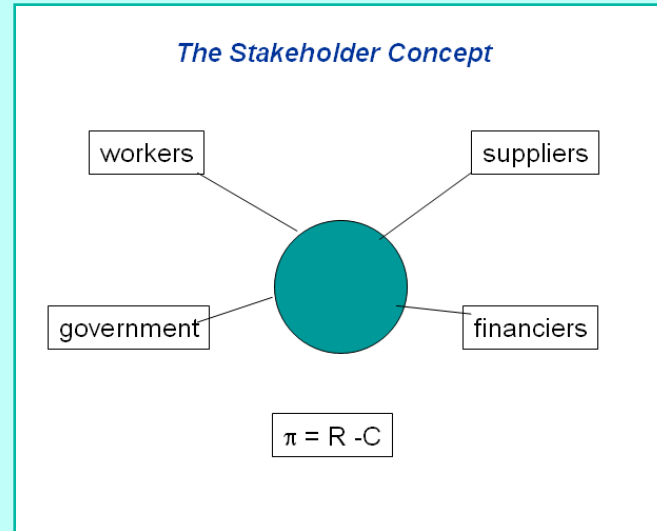 The Stakeholder Concept
workers
suppliers
government
financiers
π = R -C